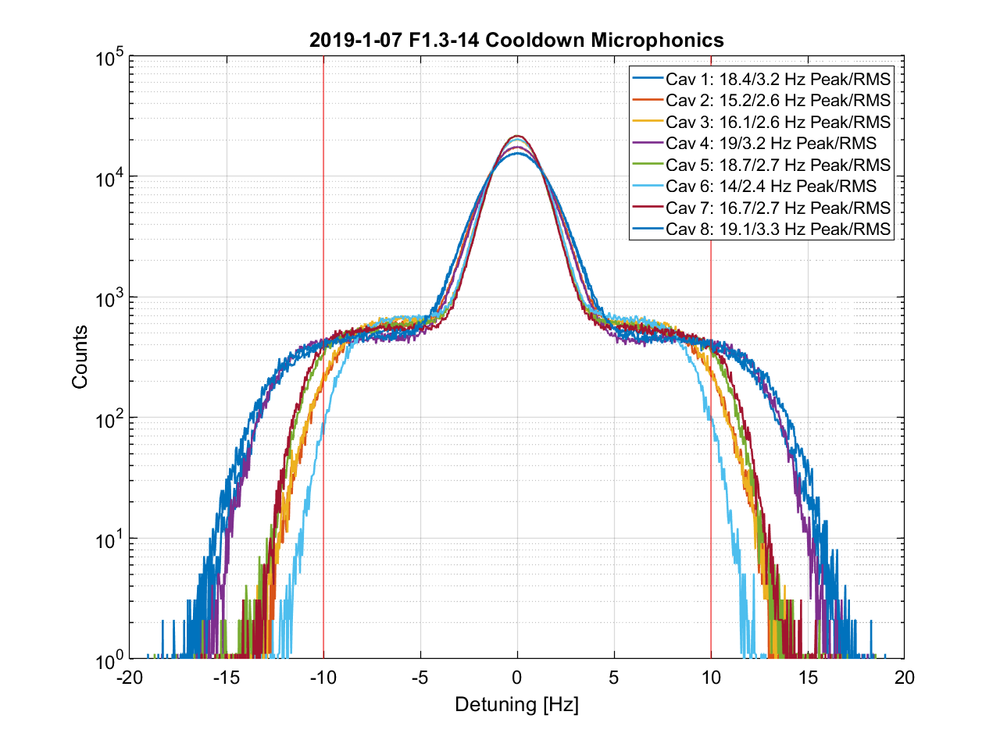 2019-1-07 F1.3-14 Cooldown Microphonics
10^5
10^4
10^3
10^2
10^1
10^0
Counts
Cav 1: 18.4/3.2 Hz Peak/RMS
Cav 2: 15.2/2.6 Hz Peak/RMS
Cav 3: 16.1/2.6 Hz Peak/RMS
Cav 4: 19/3.2 Hz Peak/RMS
Cav 5: 18.7/2.7 Hz Peak/RMS
Cav 6: 14/2.4 Hz Peak/RMS
Cav 7: 16.7/2.7 Hz Peak/RMS
Cav 8: 19.1/3.3 Hz Peak/RMS
-20 -15 -10 -5 0 5 10 15 20
Detuning [Hz]